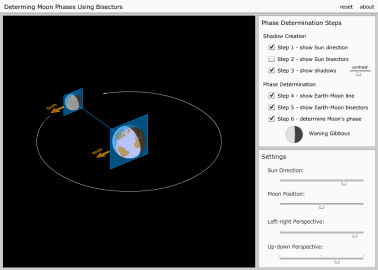 Determing Moon Phases Using Bisectors
reset about
Phase Determination Steps
Shadow Creation
Step 1 - show Sun direction
Step 2 - show Sun bisectors
Step 3 - show shadows
contrast
Phase Determination
Step 4 - show Earth-Moon line
Step 5 - show Earth-Moon bisectors
Step 6 - determine Moon's phase
Waning Gibbous
sun
sun
Settings
Sun Direction:
Moon Position:
Left-right Perspective:
Up-down Perspective: